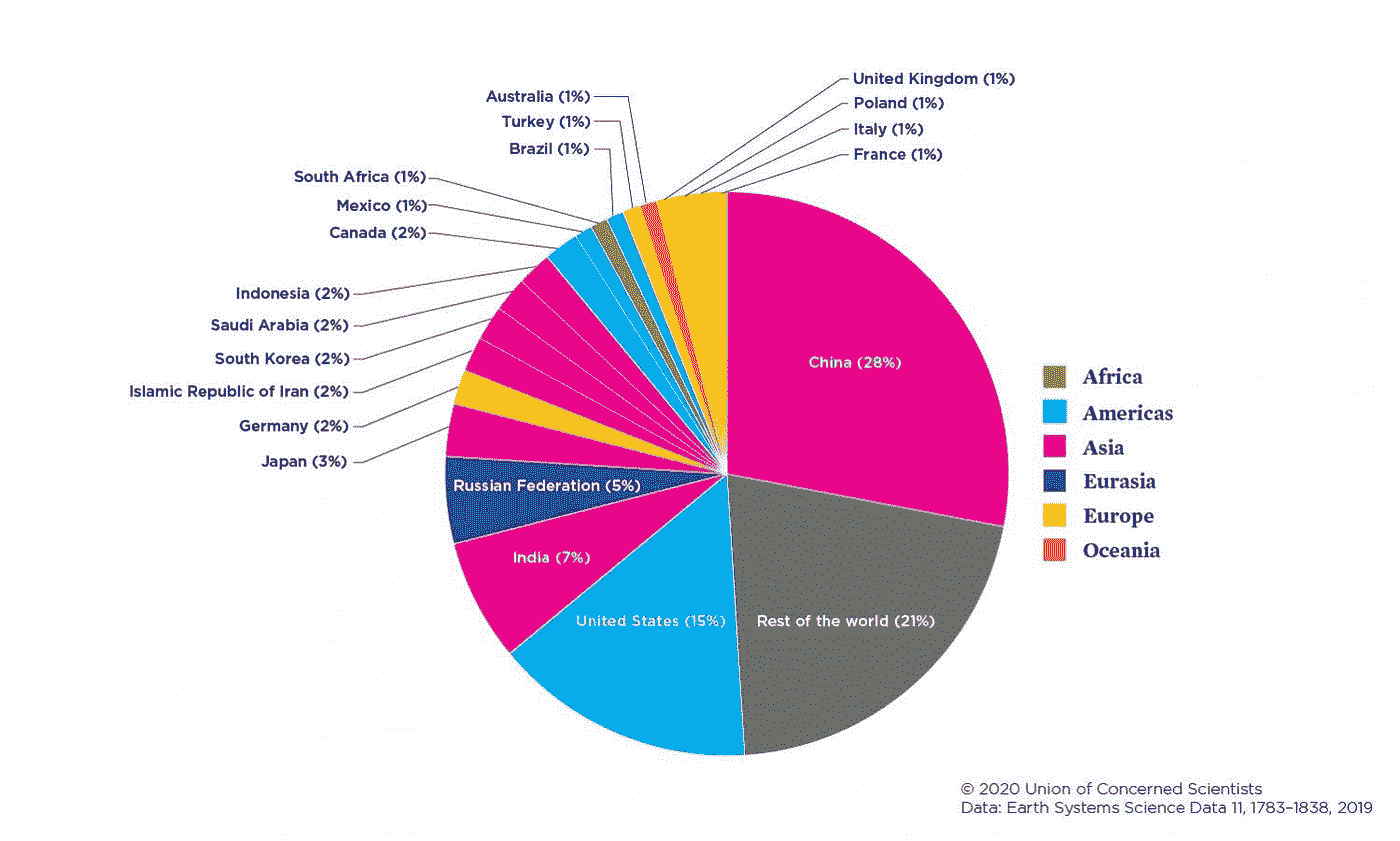 United Kingdom (1%)
Poland (1%)
Italy (1%)
France (1%)
Australia (1%)
Turkey (1%)
Brazil (1%)
South Africa (1%)
Mexico (1%)
Canada (2%)
Indonesia (2%)
Saudi Arabia (2%)
South Korea (2%)
Islamic Republic of Iran (2%)
Germany (2%)
Japan (3%)
Russian Federation (5%)
India (7%)
United States (15%)
Rest of the world (21%)
China (28%)
Africa
Americas
Asia
Eurasia
Europe
Oceania
© 2020 Union of Concerned Scientists
Data: Earth Systems Science Data 11, 1783–1838, 2019